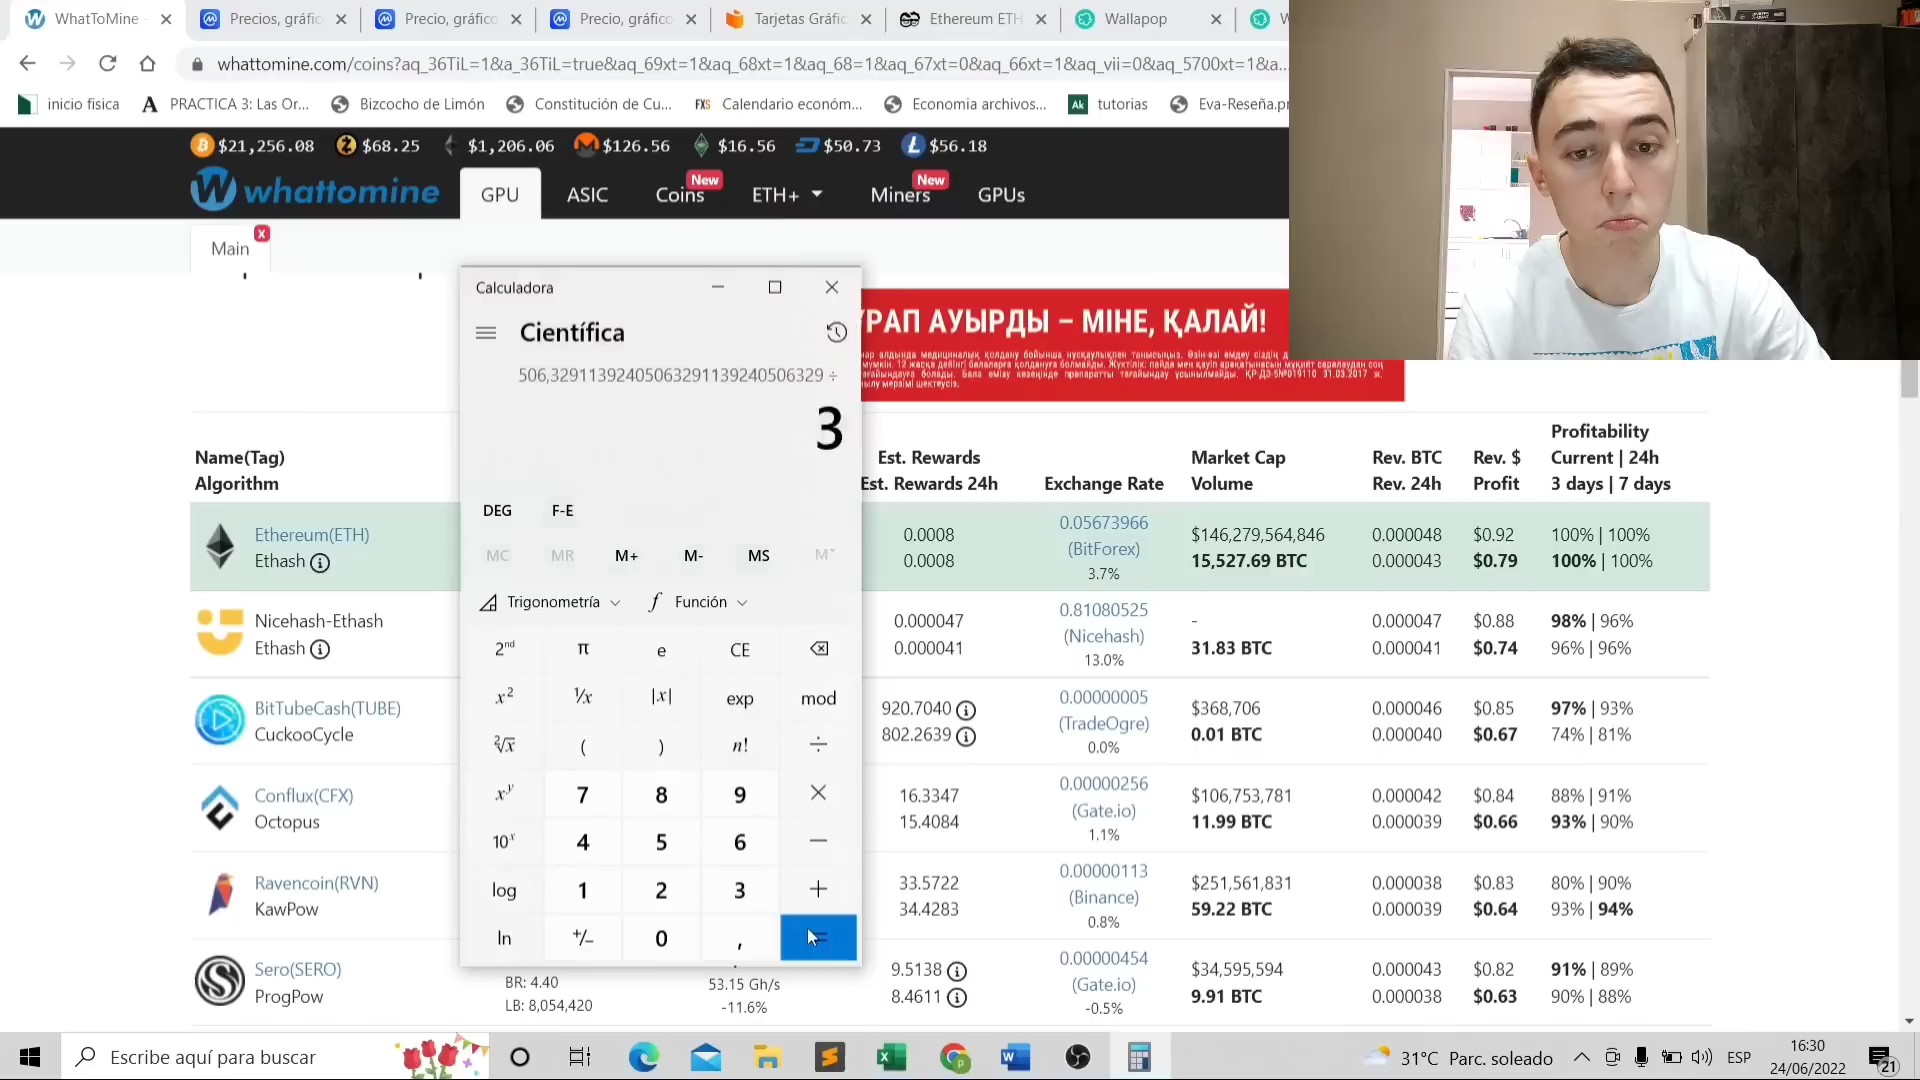 WhatToMine -
Precios, gráfic
Precio, gráfico
Precio, gráfico
Tarjetas Gráfic
Ethereum ETH
Wallapop
whattomine.com/coins?aq_36TiL=1&a_36TiL=true&aq_69xt=1&aq_68xt=1&aq_68=1&aq_67xt=0&aq_66xt=1&aq_vii=0&aq_5700xt=1&a...
inicio fisica
PRACTICA 3: Las Or...
Bizcocho de Limón
Constitución de Cu...
FXS Calendario económ...
Economia archivos...
Ak tutorias
Eva-Reseña.pr
$21,256.08 $68.25 $1,206.06 $126.56 $16.56 $50.73 $56.18
whattomine
GPU ASIC Coins New ETH+ Miners New GPUs
Main x
Calculadora
Científica
506,32911392405063291139240506329 ÷
3
DEG F-E
MC MR M+ M- MS M˅
Trigonometría f Función
2nd π e CE
x² ¹/x |x| exp mod
²√x ( ) n! ÷
xʸ 7 8 9 ×
10ˣ 4 5 6 −
log 1 2 3 +
ln +/− 0 , =
РАП АУЫРДЫ – МІНЕ, ҚАЛАЙ!
Name(Tag)
Algorithm
Est. Rewards
Est. Rewards 24h
Exchange Rate
Market Cap
Volume
Rev. BTC
Rev. 24h
Rev. $
Profit
Profitability
Current | 24h
3 days | 7 days
Ethereum(ETH)
Ethash
0.0008
0.0008
0.05673966
(BitForex)
3.7%
$146,279,564,846
15,527.69 BTC
0.000048
0.000043
$0.92
$0.79
100% | 100%
100% | 100%
Nicehash-Ethash
Ethash
0.000047
0.000041
0.81080525
(Nicehash)
13.0%
-
31.83 BTC
0.000047
0.000041
$0.88
$0.74
98% | 96%
96% | 96%
BitTubeCash(TUBE)
CuckooCycle
920.7040
802.2639
0.00000005
(TradeOgre)
0.0%
$368,706
0.01 BTC
0.000046
0.000040
$0.85
$0.67
97% | 93%
74% | 81%
Conflux(CFX)
Octopus
16.3347
15.4084
0.00000256
(Gate.io)
1.1%
$106,753,781
11.99 BTC
0.000042
0.000039
$0.84
$0.66
88% | 91%
93% | 90%
Ravencoin(RVN)
KawPow
33.5722
34.4283
0.00000113
(Binance)
0.8%
$251,561,831
59.22 BTC
0.000038
0.000039
$0.83
$0.64
80% | 90%
93% | 94%
Sero(SERO)
ProgPow
BR: 4.40
LB: 8,054,420
53.15 Gh/s
-11.6%
9.5138
8.4611
0.00000454
(Gate.io)
-0.5%
$34,595,594
9.91 BTC
0.000043
0.000038
$0.82
$0.63
91% | 89%
90% | 88%
Escribe aquí para buscar
31°C Parc. soleado
ESP
16:30
24/06/2022
21